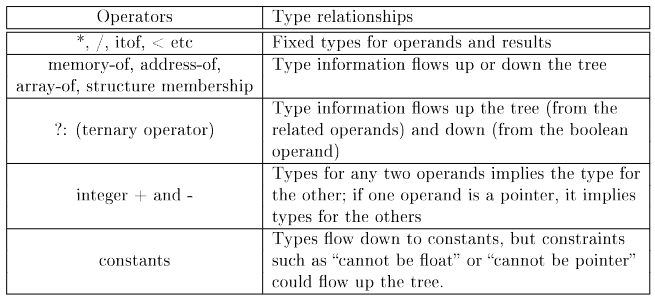 Operators Type relationships
*, /, itof, < etc Fixed types for operands and results
memory-of, address-of, Type information flows up or down the tree
array-of, structure membership
Type information flows up the tree (from the
?: (ternary operator) related operands) and down (from the boolean
operand)
Types for any two operands implies the type for
integer + and - the other; if one operand is a pointer, it implies
types for the others
Types flow down to constants, but constraints
constants such as “cannot be float” or “cannot be pointer”
could flow up the tree.